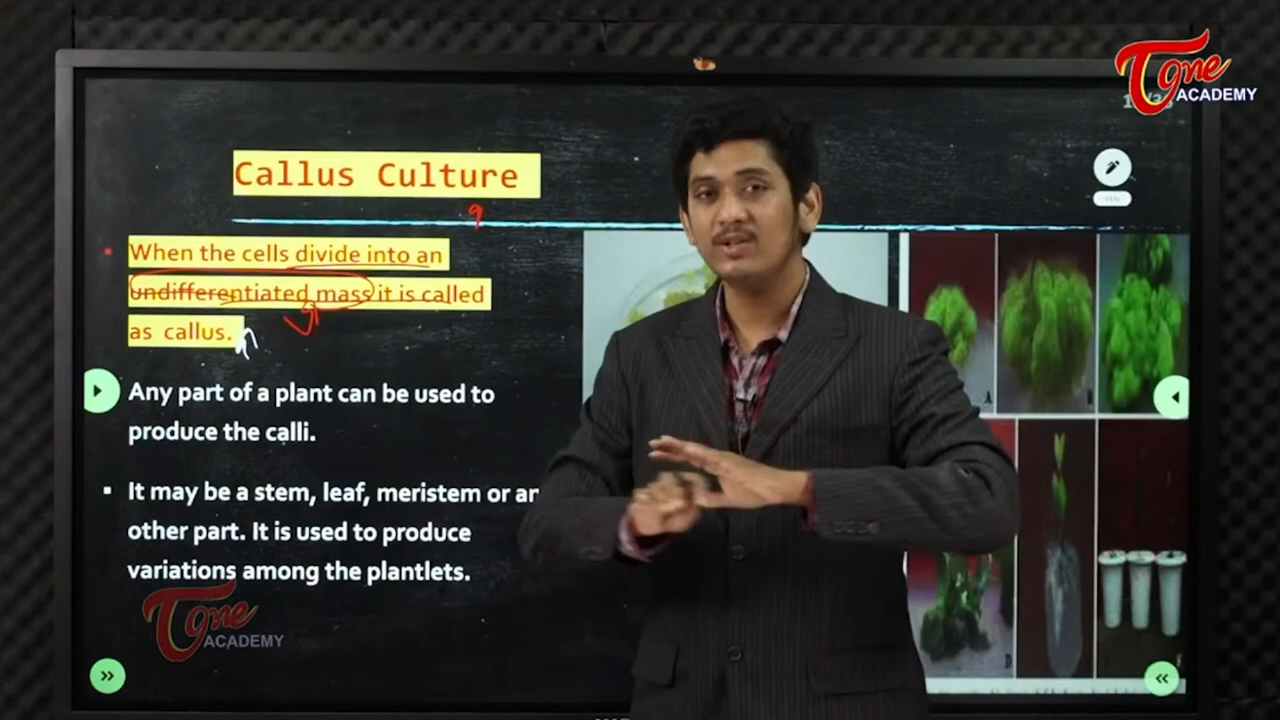 Tone
ACADEMY
Callus Culture
When the cells divide into an
undifferentiated mass it is called
as callus.
Any part of a plant can be used to
produce the calli.
It may be a stem, leaf, meristem or
other part. It is used to produce
variations among the plantlets.
Tone
ACADEMY
A
B
D